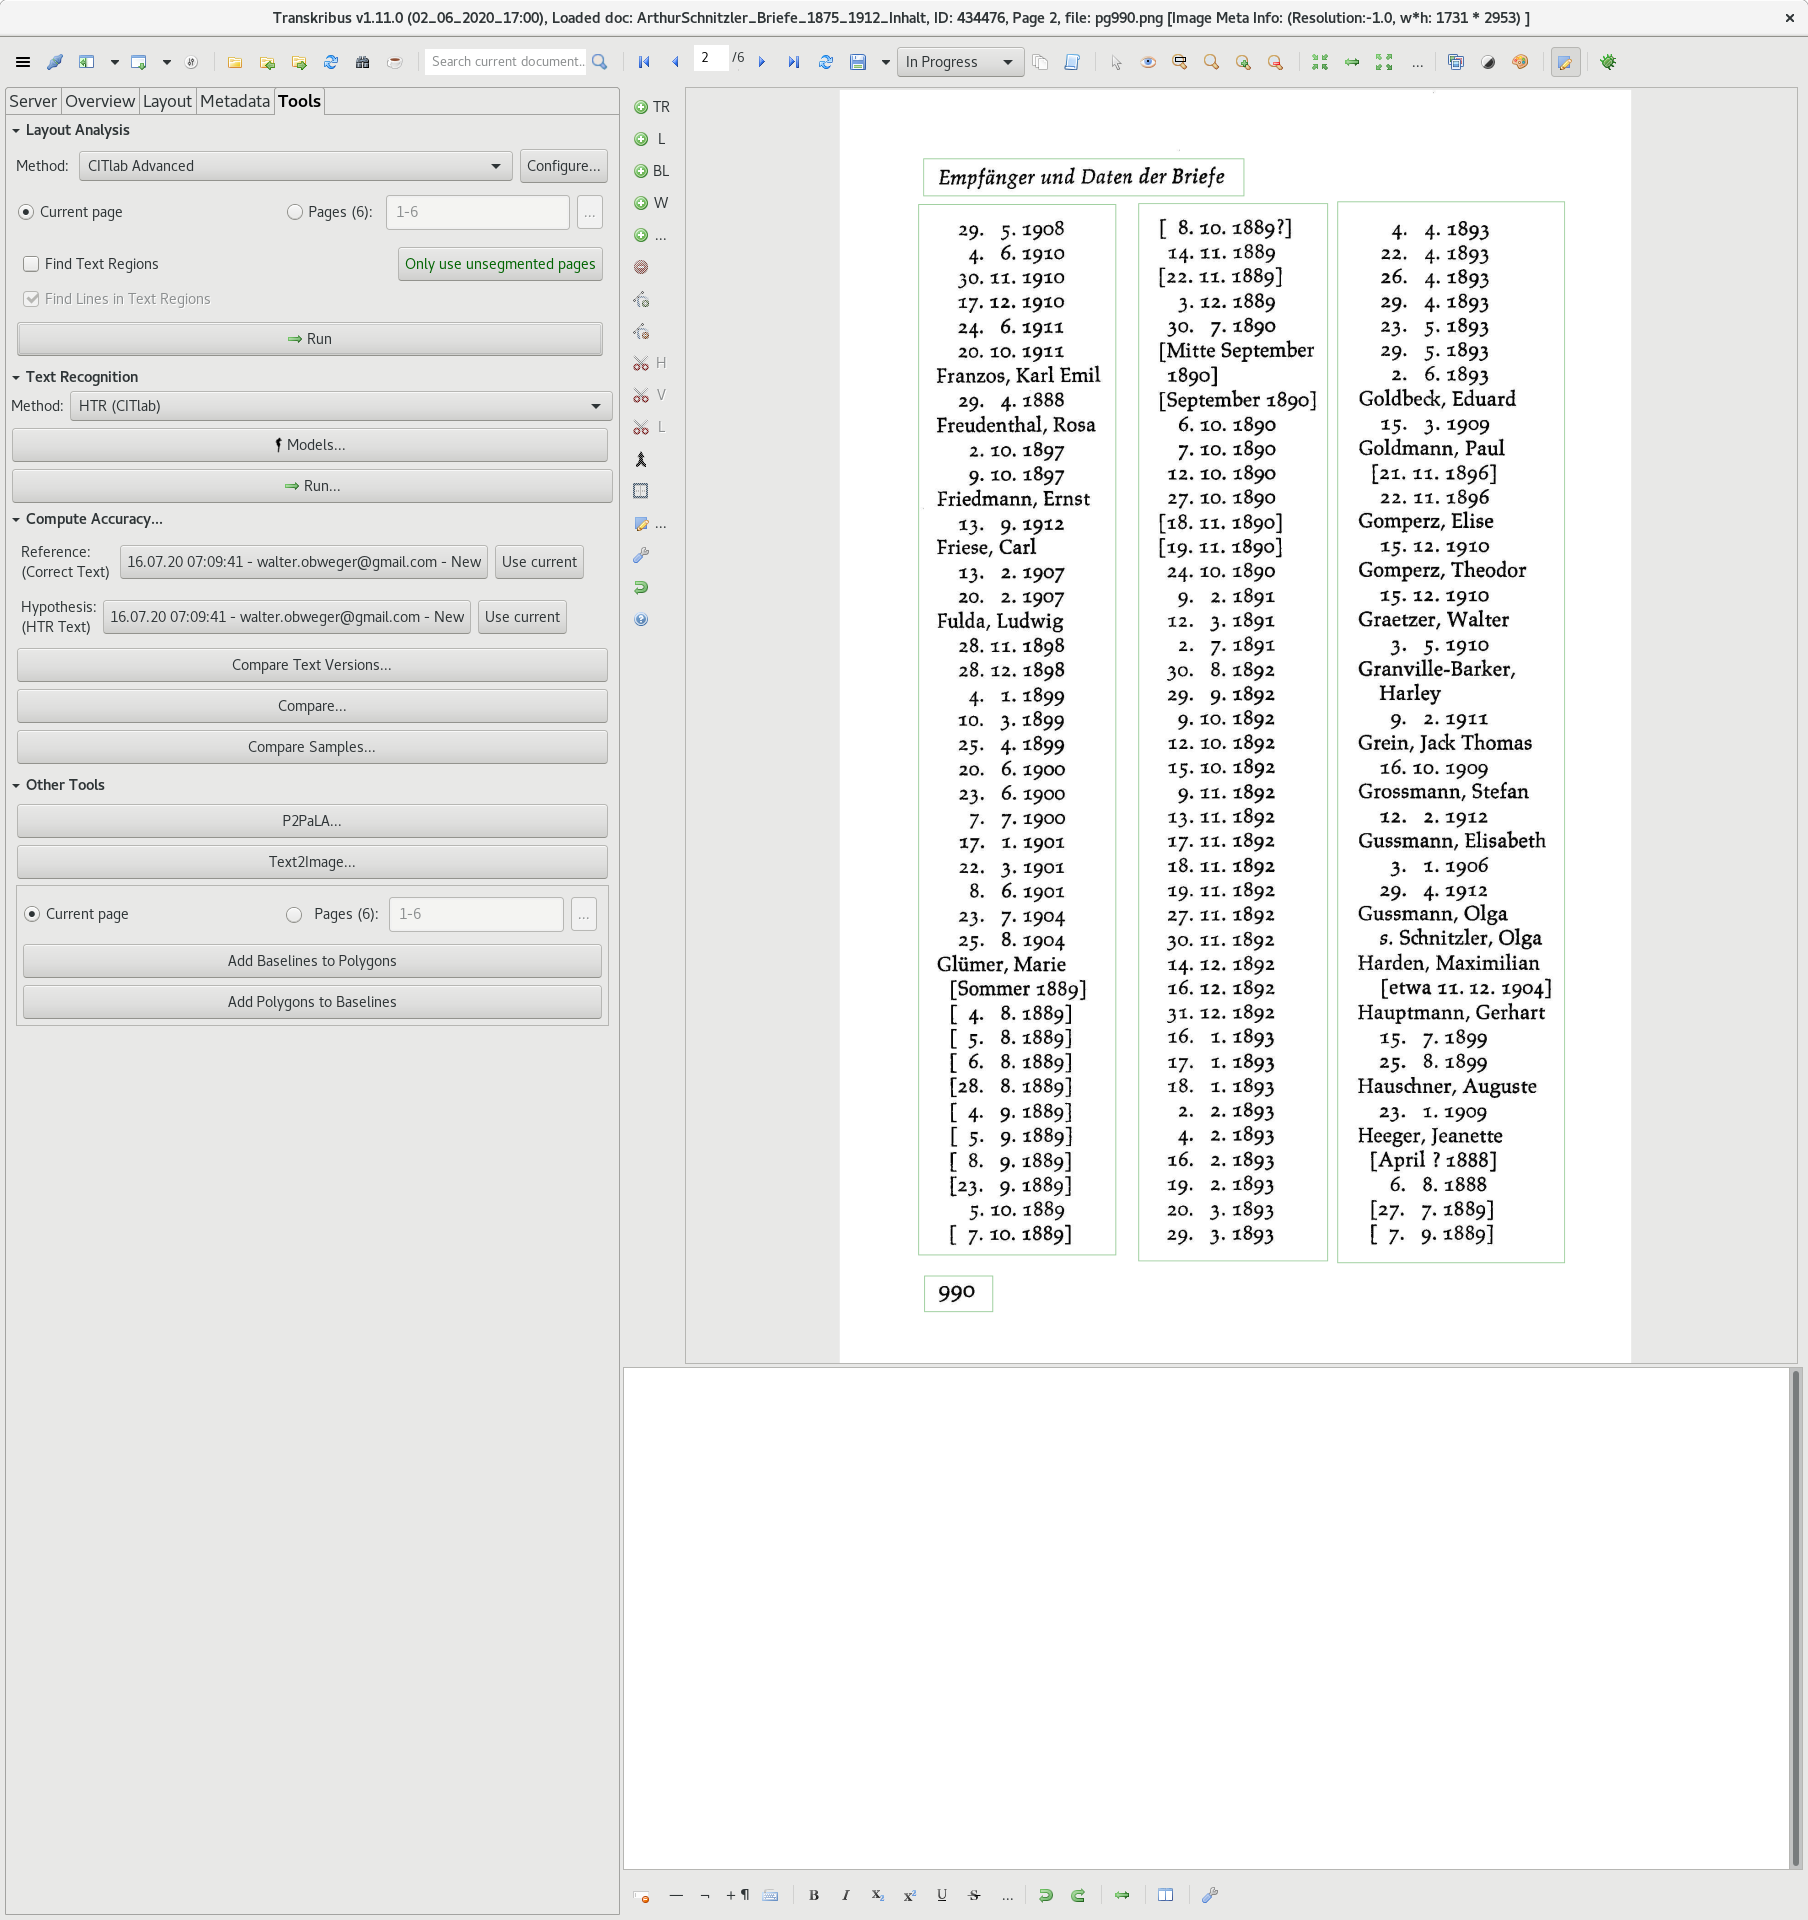 Transkribus v1.11.0 (02_06_2020_17:00), Loaded doc: ArthurSchnitzler_Briefe_1875_1912_Inhalt, ID: 434476, Page 2, file: pg990.png [Image Meta Info: (Resolution:-1.0, w*h: 1731 * 2953) ]
Search current document...
2 /6
In Progress
...
Server Overview Layout Metadata Tools
Layout Analysis
Method: CITlab Advanced Configure...
Current page Pages (6): 1-6 ...
Find Text Regions Only use unsegmented pages
Find Lines in Text Regions
Run
Text Recognition
Method: HTR (CITlab)
Models...
Run...
Compute Accuracy...
Reference:
(Correct Text) 16.07.20 07:09:41 - walter.obweger@gmail.com - New Use current
Hypothesis:
(HTR Text) 16.07.20 07:09:41 - walter.obweger@gmail.com - New Use current
Compare Text Versions...
Compare...
Compare Samples...
Other Tools
P2PaLA...
Text2Image...
Current page Pages (6): 1-6 ...
Add Baselines to Polygons
Add Polygons to Baselines
TR
L
BL
W
...
H
V
L
...
Empfänger und Daten der Briefe
29. 5. 1908
4. 6. 1910
30. 11. 1910
17. 12. 1910
24. 6. 1911
20. 10. 1911
Franzos, Karl Emil
29. 4. 1888
Freudenthal, Rosa
2. 10. 1897
9. 10. 1897
Friedmann, Ernst
13. 9. 1912
Friese, Carl
13. 2. 1907
20. 2. 1907
Fulda, Ludwig
28. 11. 1898
28. 12. 1898
4. 1. 1899
10. 3. 1899
25. 4. 1899
20. 6. 1900
23. 6. 1900
7. 7. 1900
17. 1. 1901
22. 3. 1901
8. 6. 1901
23. 7. 1904
25. 8. 1904
Glümer, Marie
[Sommer 1889]
[ 4. 8. 1889]
[ 5. 8. 1889]
[ 6. 8. 1889]
[28. 8. 1889]
[ 4. 9. 1889]
[ 5. 9. 1889]
[ 8. 9. 1889]
[23. 9. 1889]
5. 10. 1889
[ 7. 10. 1889]
[ 8. 10. 1889?]
14. 11. 1889
[22. 11. 1889]
3. 12. 1889
30. 7. 1890
[Mitte September
1890]
[September 1890]
6. 10. 1890
7. 10. 1890
12. 10. 1890
27. 10. 1890
[18. 11. 1890]
[19. 11. 1890]
24. 10. 1890
9. 2. 1891
12. 3. 1891
2. 7. 1891
30. 8. 1892
29. 9. 1892
9. 10. 1892
12. 10. 1892
15. 10. 1892
9. 11. 1892
13. 11. 1892
17. 11. 1892
18. 11. 1892
19. 11. 1892
27. 11. 1892
30. 11. 1892
14. 12. 1892
16. 12. 1892
31. 12. 1892
16. 1. 1893
17. 1. 1893
18. 1. 1893
2. 2. 1893
4. 2. 1893
16. 2. 1893
19. 2. 1893
20. 3. 1893
29. 3. 1893
4. 4. 1893
22. 4. 1893
26. 4. 1893
29. 4. 1893
23. 5. 1893
29. 5. 1893
2. 6. 1893
Goldbeck, Eduard
15. 3. 1909
Goldmann, Paul
[21. 11. 1896]
22. 11. 1896
Gomperz, Elise
15. 12. 1910
Gomperz, Theodor
15. 12. 1910
Graetzer, Walter
3. 5. 1910
Granville-Barker,
Harley
9. 2. 1911
Grein, Jack Thomas
16. 10. 1909
Grossmann, Stefan
12. 2. 1912
Gussmann, Elisabeth
3. 1. 1906
29. 4. 1912
Gussmann, Olga
s. Schnitzler, Olga
Harden, Maximilian
[etwa 11. 12. 1904]
Hauptmann, Gerhart
15. 7. 1899
25. 8. 1899
Hauschner, Auguste
23. 1. 1909
Heeger, Jeanette
[April ? 1888]
6. 8. 1888
[27. 7. 1889]
[ 7. 9. 1889]
990
— ¬ + ¶ B I X₂ x² U S ...